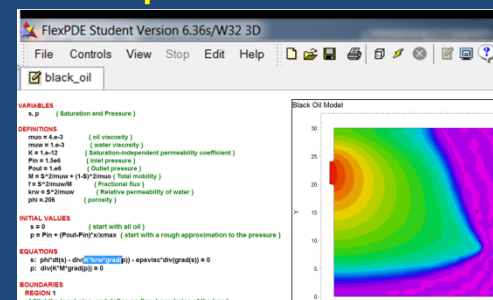 FlexPDE Student Version 6.36s/W32 3D
File Controls View Stop Edit Help
black_oil
VARIABLES
s, p { Saturation and Pressure }
DEFINITIONS
muo = 4.e-3 { oil viscosity }
muw = 1.e-3 { water viscosity }
K = 1.e-12 { Saturation-independent permeability coefficient }
Pin = 1.5e6 { Inlet pressure }
Pout = 1.e6 { Outlet pressure }
M = S^2/muw + (1-S)^2/muo { Total mobility }
f = S^2/muw/M { Fractional flux }
krw = S^2/muw { Relative permeability of water }
phi =.206 { porosity }
INITIAL VALUES
s = 0 { start with all oil }
p = Pin + (Pout-Pin)*x/xmax { start with a rough approximation to the pressure }
EQUATIONS
s: phi*dt(s) - div(K*krw*grad(p)) - epsvisc*div(grad(s)) = 0
p: div(K*M*grad(p)) = 0
BOUNDARIES
REGION 1
Black Oil Model
30.
25.
20.
15.
10.
5.
0.
Y